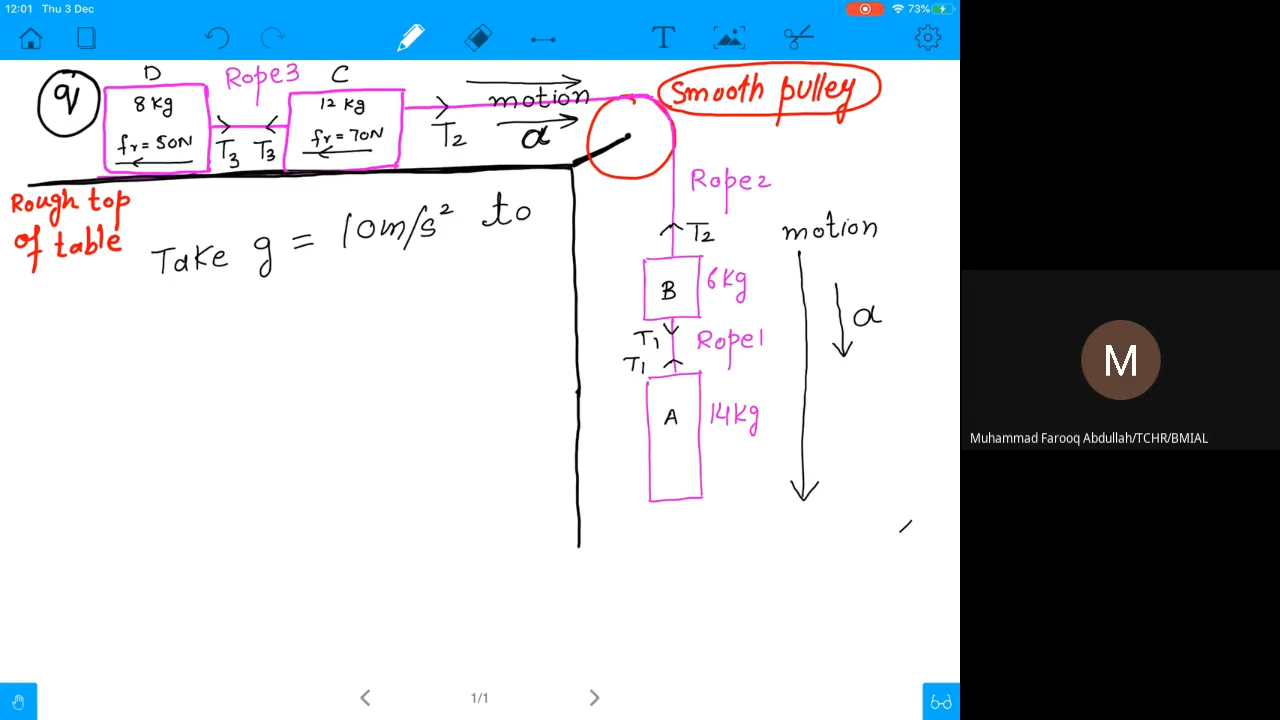 12:01 Thu 3 Dec
73%
T
9
D
Rope3
C
8 Kg
fr = 50N
T3
T3
12 Kg
fr = 70N
T2
motion
a
Smooth pulley
Rough top
of table
Take g = 10m/s² to
Rope2
T2
motion
B
6Kg
a
T1
Rope1
T1
A
14Kg
1/1
M
Muhammad Farooq Abdullah/TCHR/BMIAL